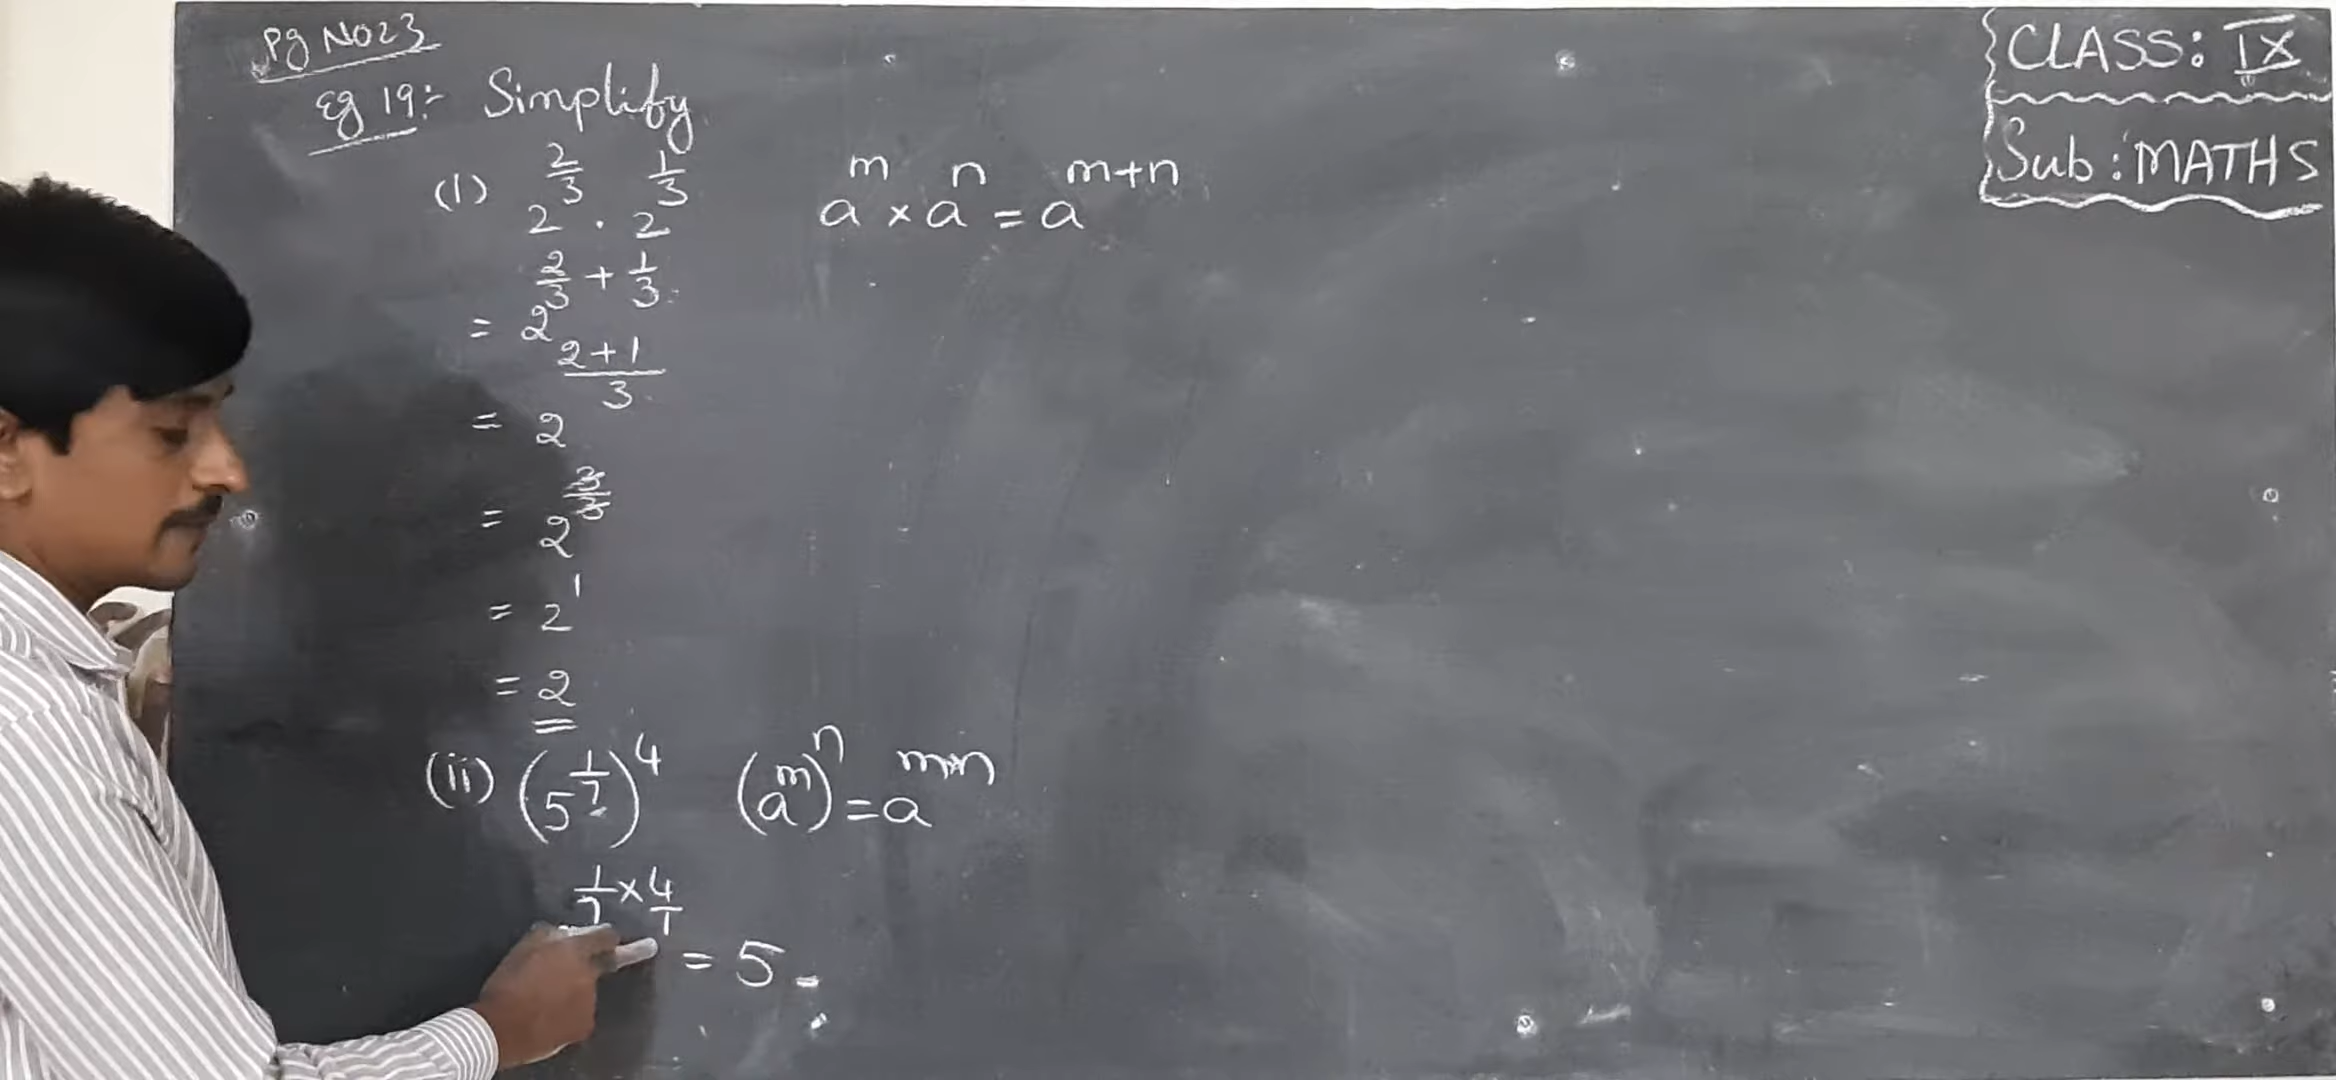 Pg No 23
Eg 19:- Simplify
(i) 2^(2/3) . 2^(1/3)
a^m × a^n = a^(m+n)
= 2^(2/3 + 1/3)
= 2^((2+1)/3)
= 2^(3/3)
= 2^1
= 2
(ii) (5^(1/7))^4
(a^m)^n = a^(mn)
1/7 × 4/1
= 5
CLASS: IX
Sub: MATHS